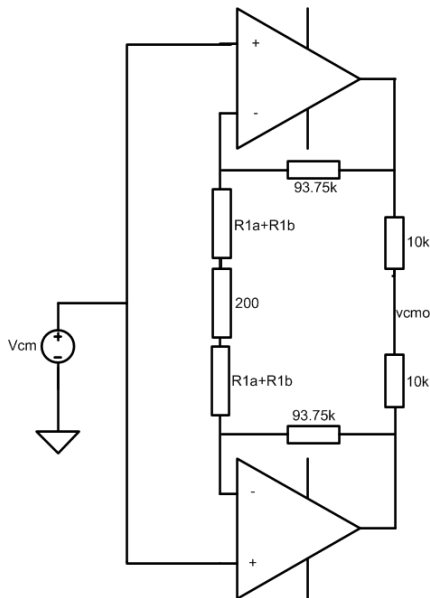 +
-
93.75k
R1a+R1b
10k
200
vcmo
Vcm
+
-
R1a+R1b
10k
93.75k
-
+